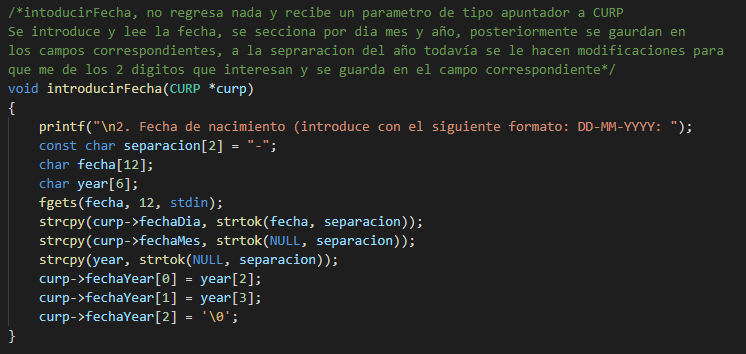 /*intoducirFecha, no regresa nada y recibe un parametro de tipo apuntador a CURP
Se introduce y lee la fecha, se secciona por dia mes y año, posteriormente se gaurdan en
los campos correspondientes, a la sepraracion del año todavía se le hacen modificaciones para
que me de los 2 digitos que interesan y se guarda en el campo correspondiente*/
void introducirFecha(CURP *curp)
{
    printf("\n2. Fecha de nacimiento (introduce con el siguiente formato: DD-MM-YYYY: ");
    const char separacion[2] = "-";
    char fecha[12];
    char year[6];
    fgets(fecha, 12, stdin);
    strcpy(curp->fechaDia, strtok(fecha, separacion));
    strcpy(curp->fechaMes, strtok(NULL, separacion));
    strcpy(year, strtok(NULL, separacion));
    curp->fechaYear[0] = year[2];
    curp->fechaYear[1] = year[3];
    curp->fechaYear[2] = '\0';
}